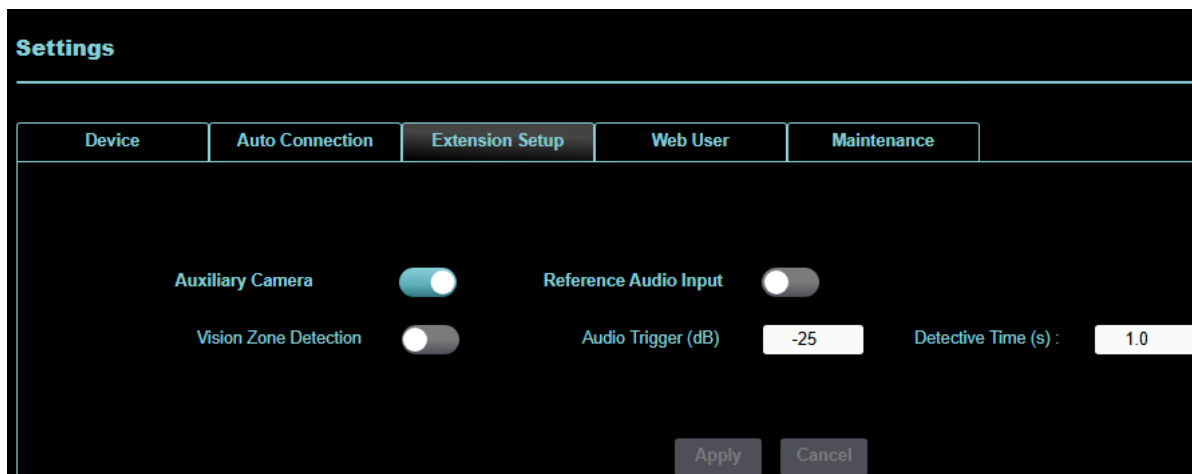 Settings
Device Auto Connection Extension Setup Web User Maintenance
Auxiliary Camera Reference Audio Input
Vision Zone Detection Audio Trigger (dB) -25 Detective Time (s) : 1.0
Apply Cancel